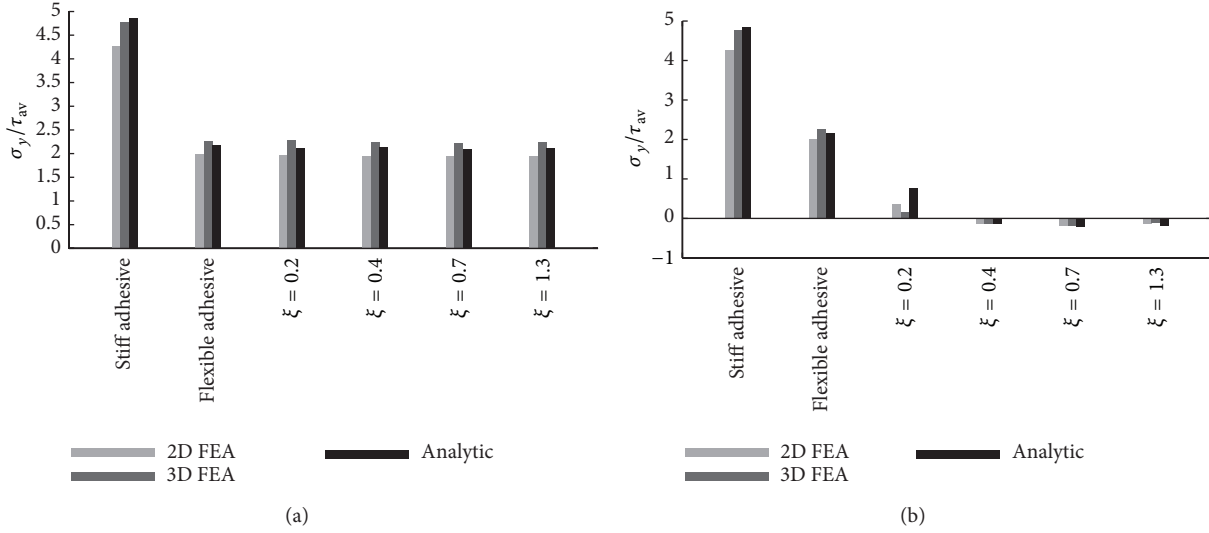 5
4.5
4
3.5
3
2.5
2
1.5
1
0.5
0
σy/τav
Stiff adhesive
Flexible adhesive
ξ = 0.2
ξ = 0.4
ξ = 0.7
ξ = 1.3
2D FEA
3D FEA
Analytic
(a)
5
4
3
2
1
0
−1
σy/τav
Stiff adhesive
Flexible adhesive
ξ = 0.2
ξ = 0.4
ξ = 0.7
ξ = 1.3
2D FEA
3D FEA
Analytic
(b)